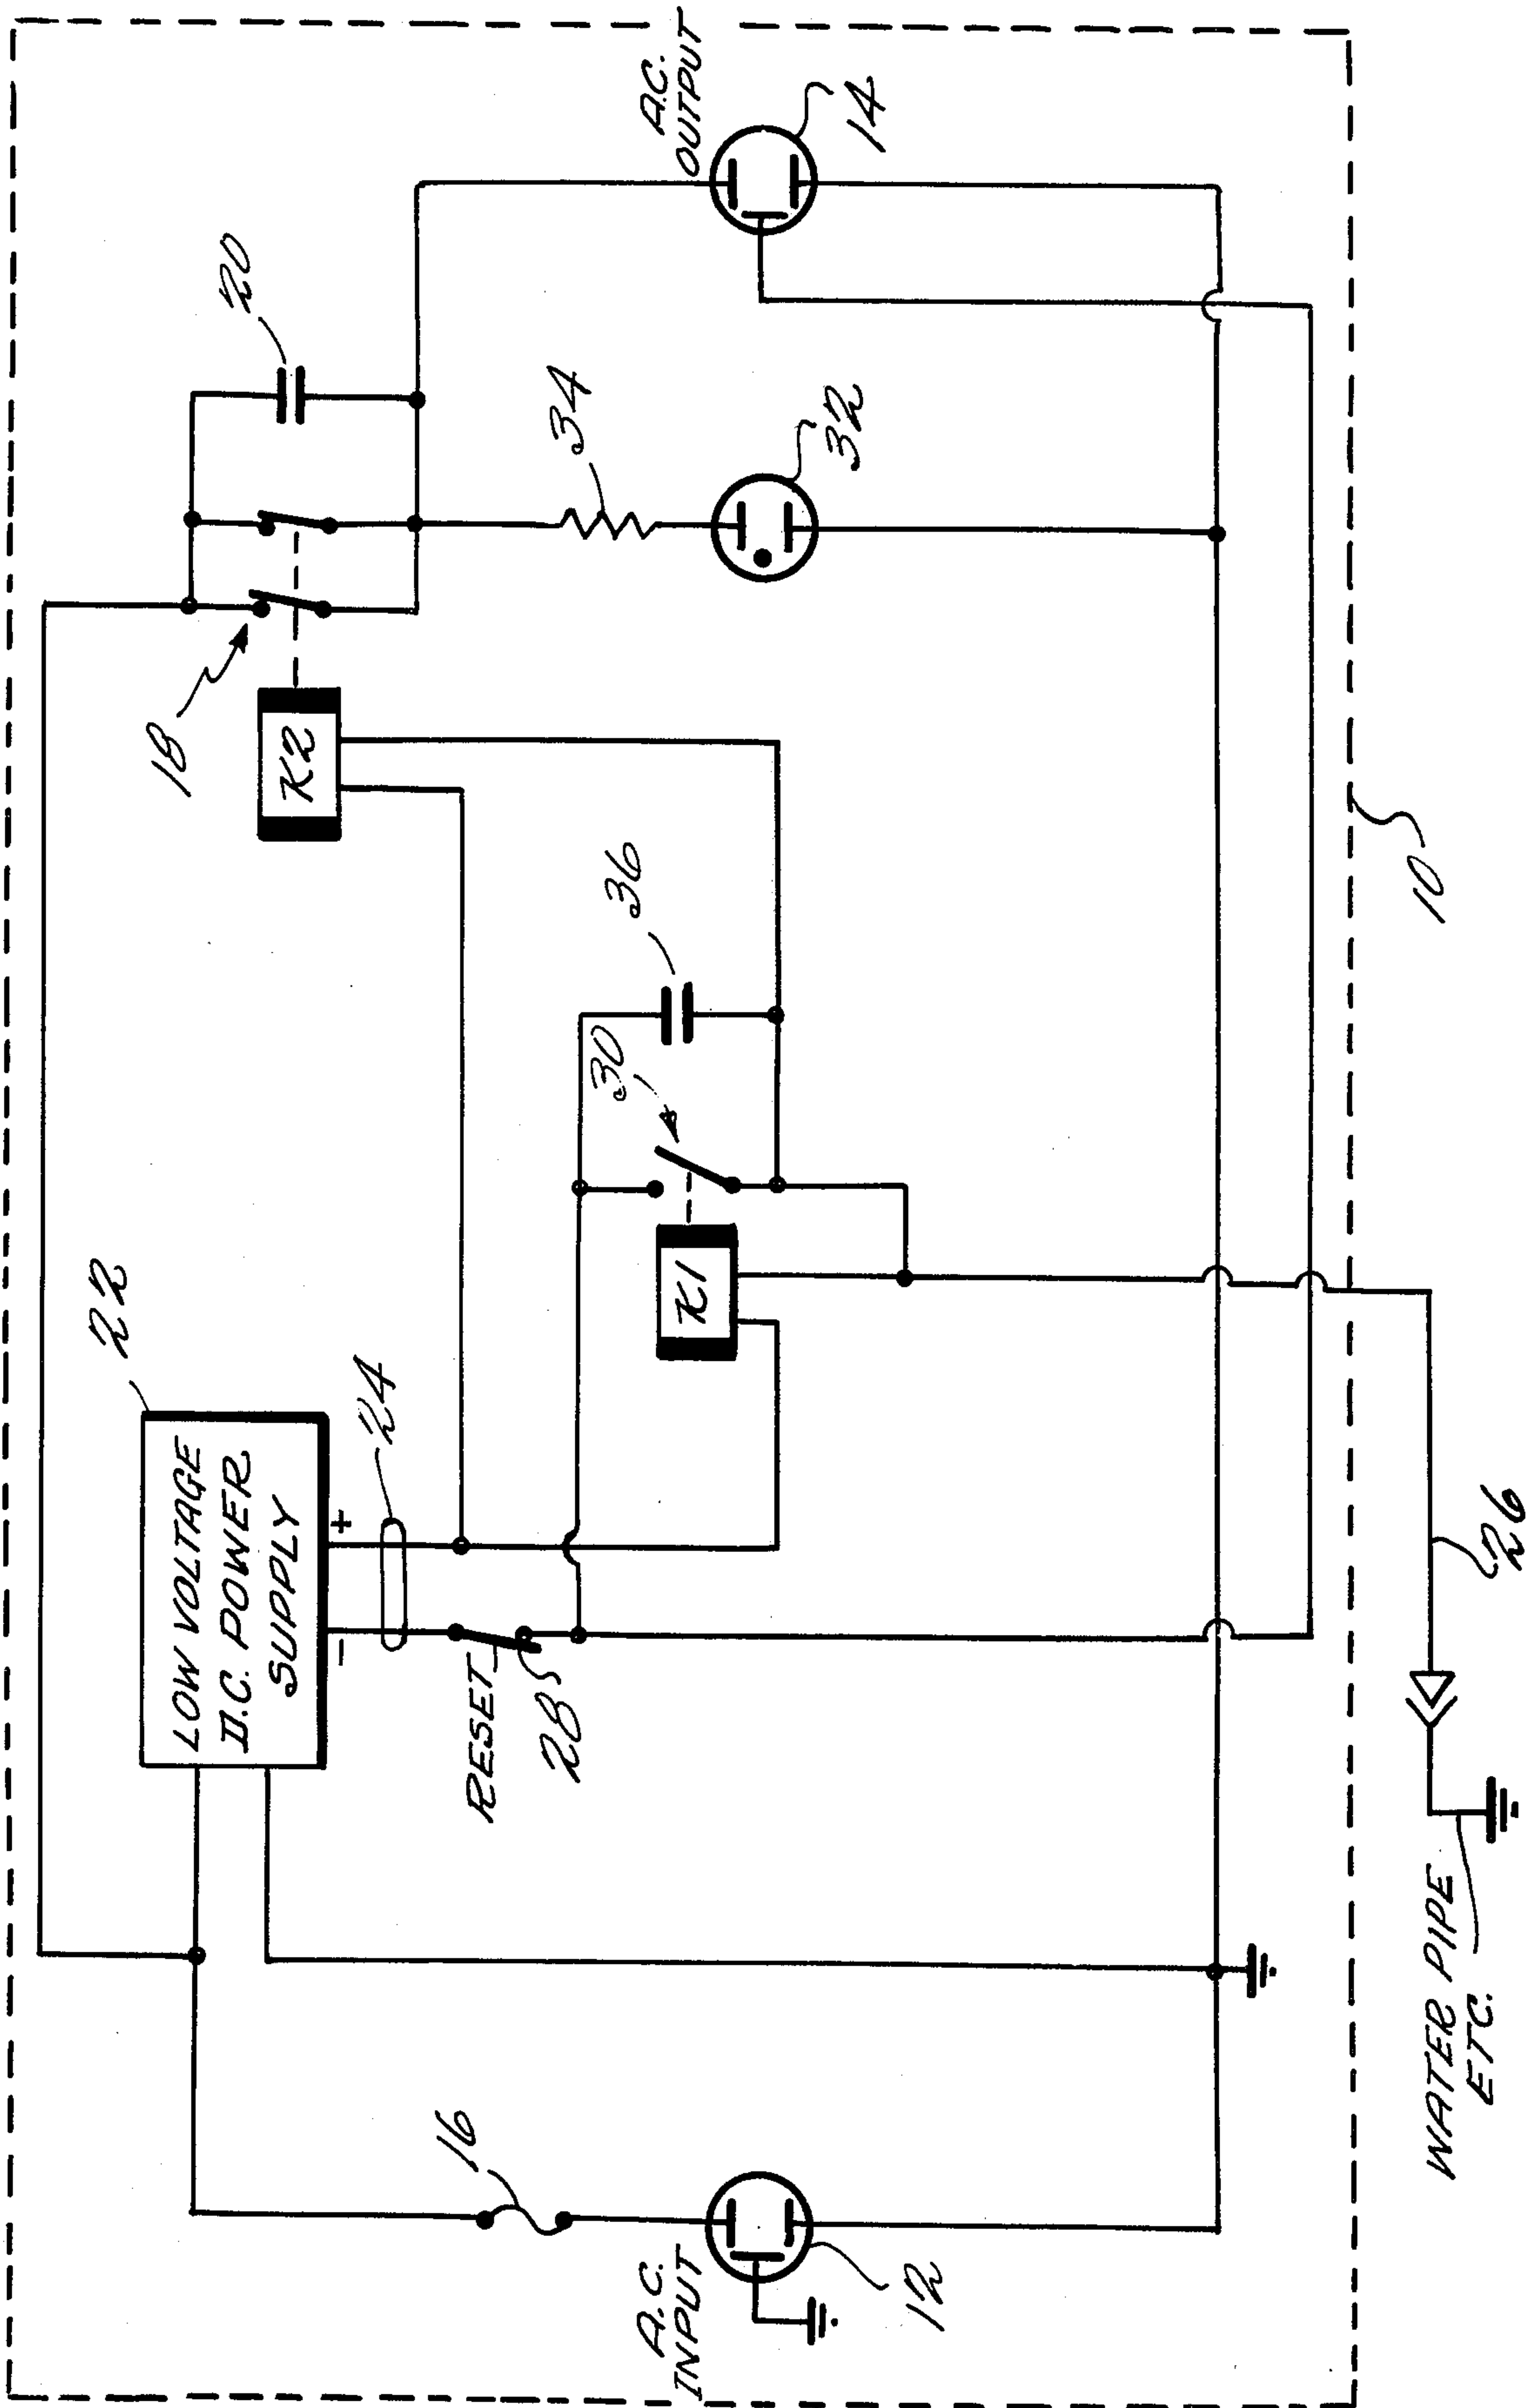 A.C.
INPUT
12
16
LOW VOLTAGE
D.C. POWER
SUPPLY
22
-
+
24
RESET
28
K1
30
36
K2
18
20
34
32
A.C.
OUTPUT
14
10
WATER PIPE
ETC.
26